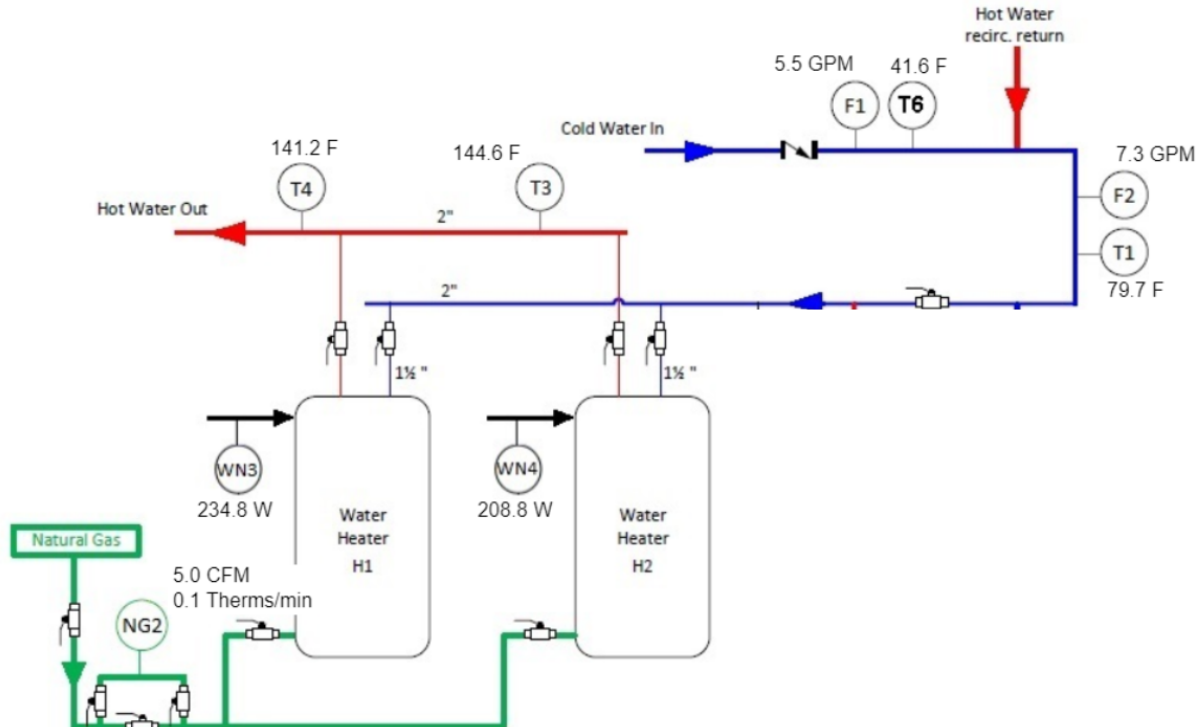 Hot Water
recirc. return
5.5 GPM
41.6 F
F1
T6
Cold Water In
7.3 GPM
F2
T1
79.7 F
141.2 F
144.6 F
T4
T3
Hot Water Out
2"
2"
1½ "
1½ "
WN3
234.8 W
WN4
208.8 W
Water
Heater
H1
Water
Heater
H2
Natural Gas
5.0 CFM
0.1 Therms/min
NG2